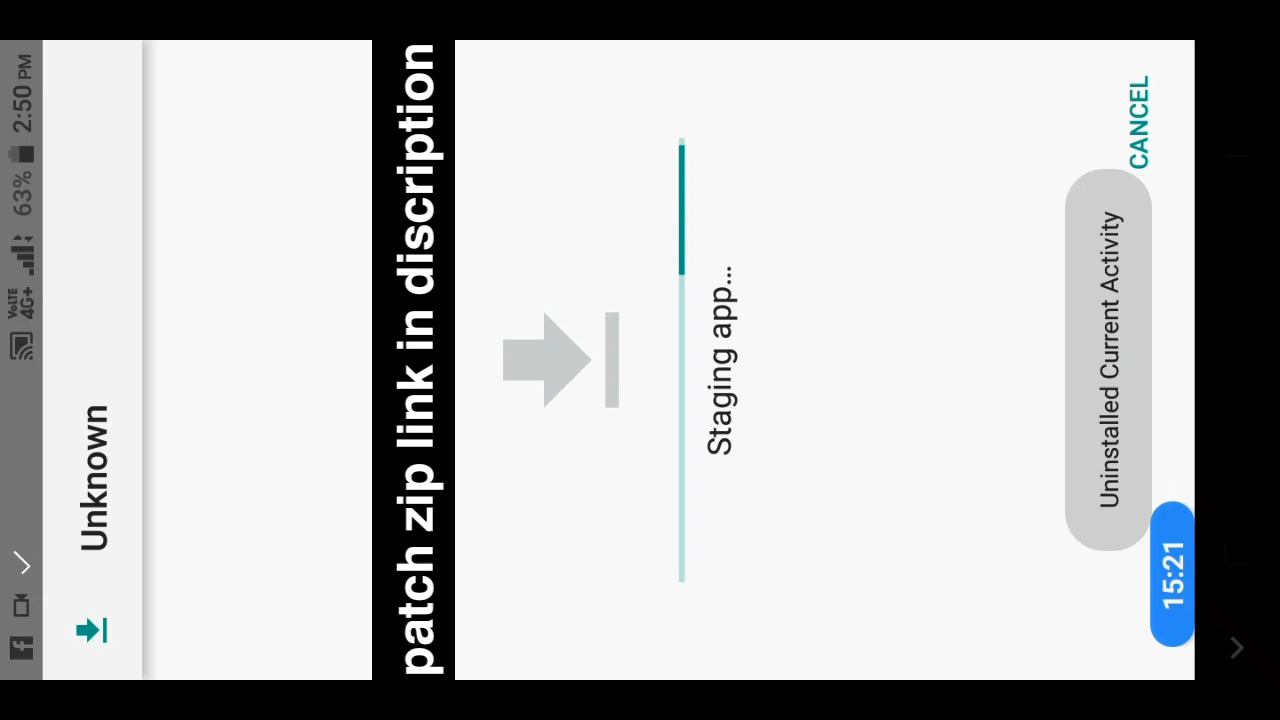 VoLTE
4G+
63%
2:50 PM
Unknown
patch zip link in discription
Staging app...
Uninstalled Current Activity
CANCEL
15:21